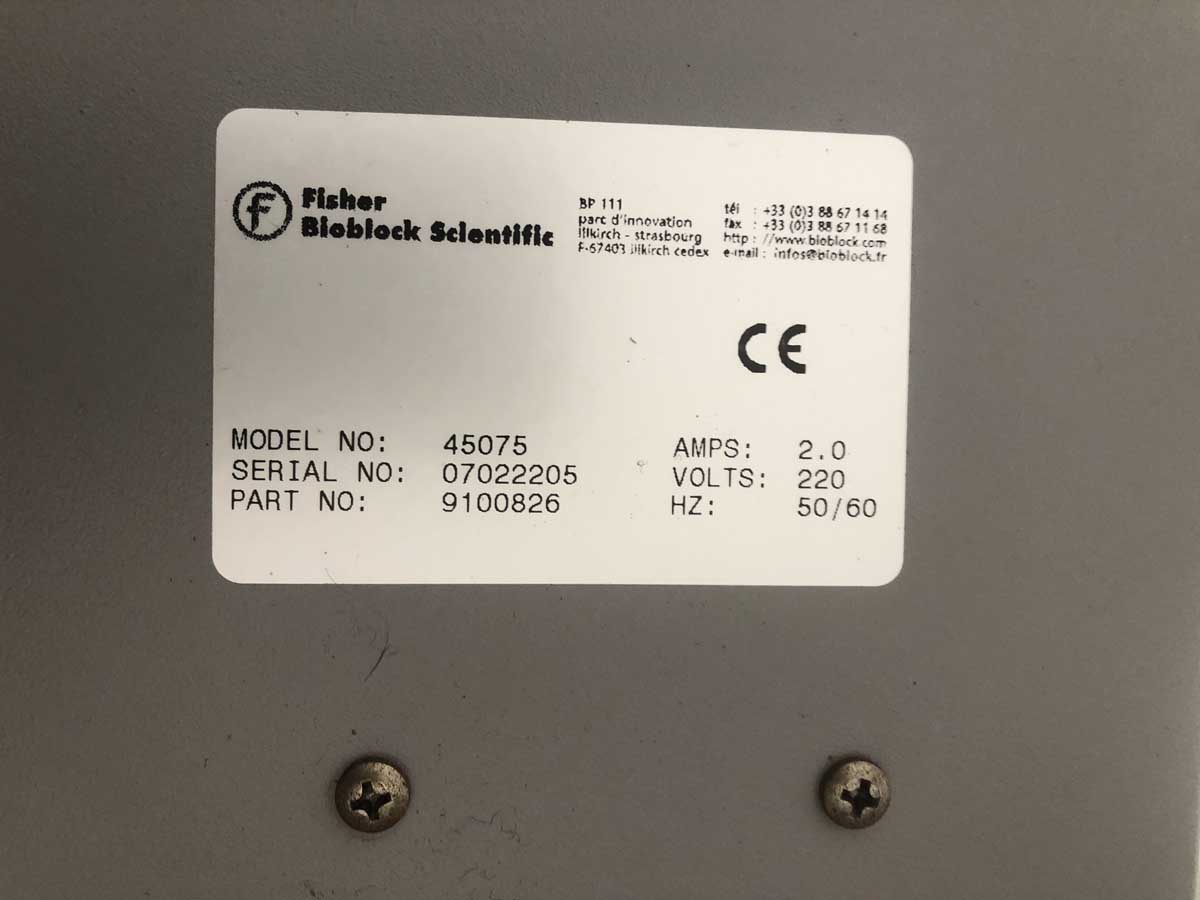 f Fisher
Bioblock Scientific
BP 111
parc d'innovation
illkirch - strasbourg
F-67403 illkirch cedex
tél : +33 (0)3 88 67 14 14
fax : +33 (0)3 88 67 11 68
http : //www.bioblock.com
e-mail : infos@bioblock.fr
CE
MODEL NO: 45075
SERIAL NO: 07022205
PART NO: 9100826
AMPS: 2.0
VOLTS: 220
HZ: 50/60